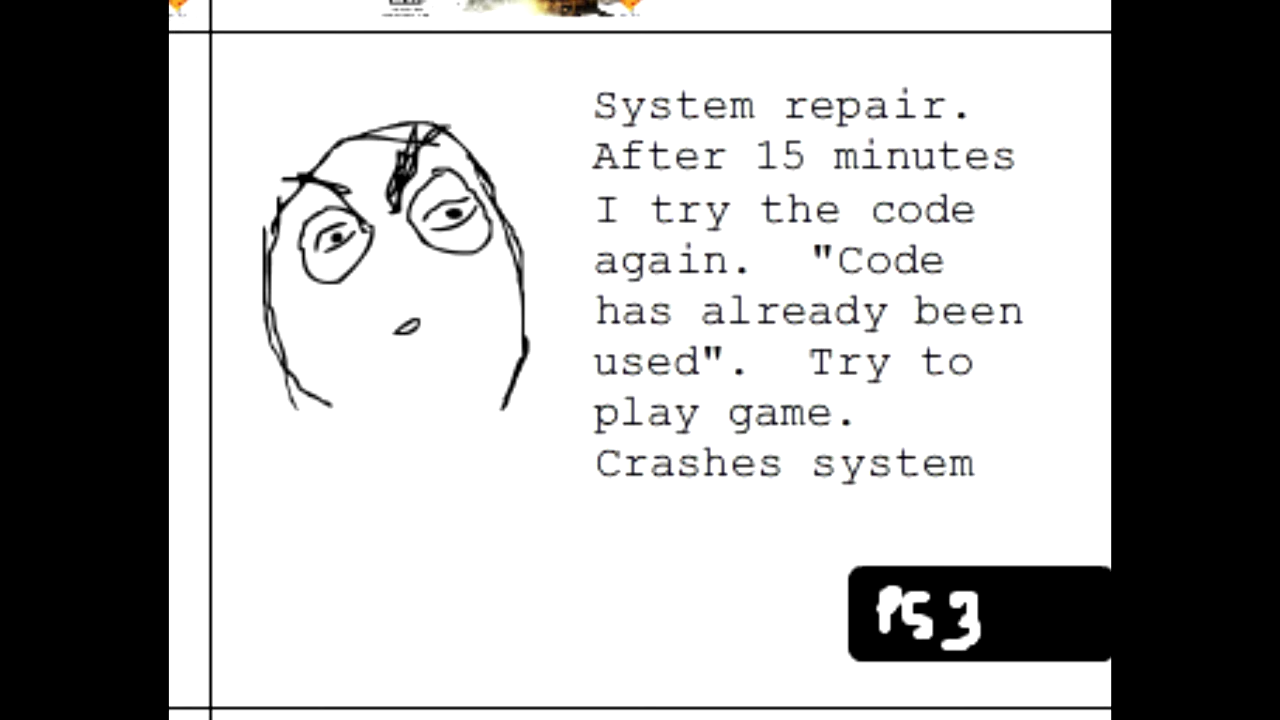 System repair.
After 15 minutes
I try the code
again.  "Code
has already been
used".  Try to
play game.
Crashes system
PS3